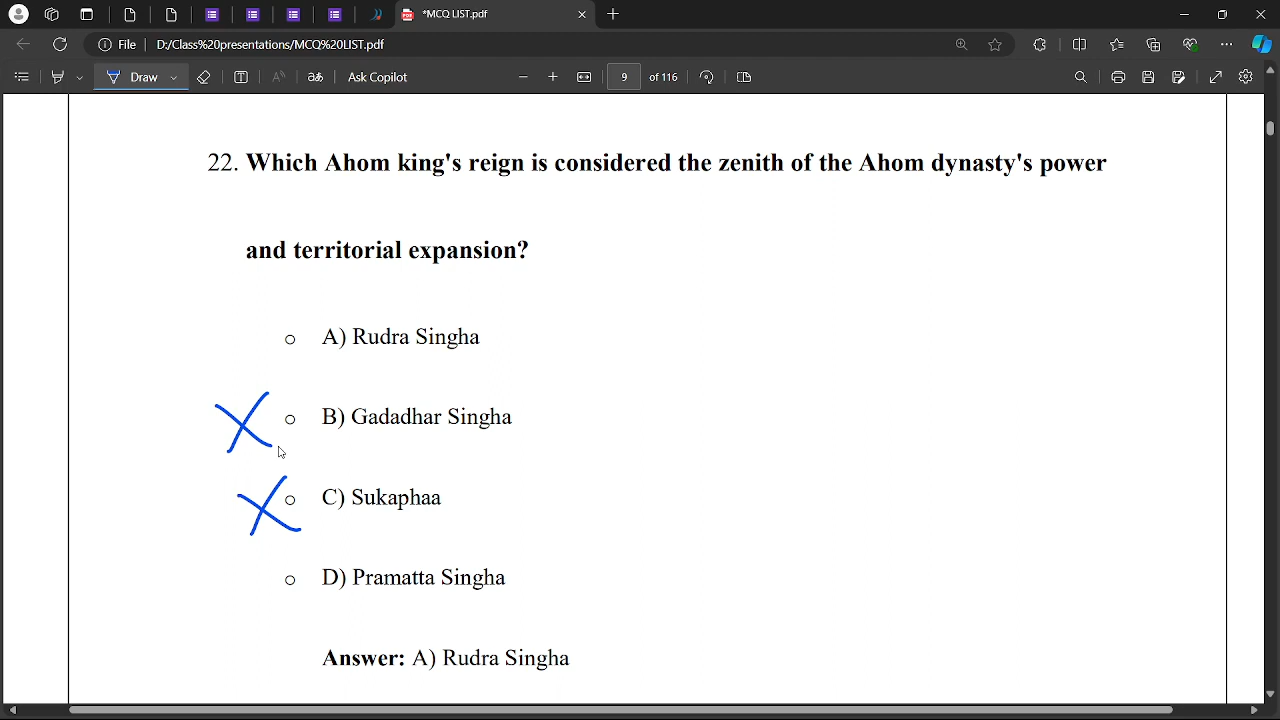 *MCQ LIST.pdf
File D:/Class%20presentations/MCQ%20LIST.pdf
Draw Ask Copilot 9 of 116
22. Which Ahom king's reign is considered the zenith of the Ahom dynasty's power
and territorial expansion?
A) Rudra Singha
B) Gadadhar Singha
C) Sukaphaa
D) Pramatta Singha
Answer: A) Rudra Singha